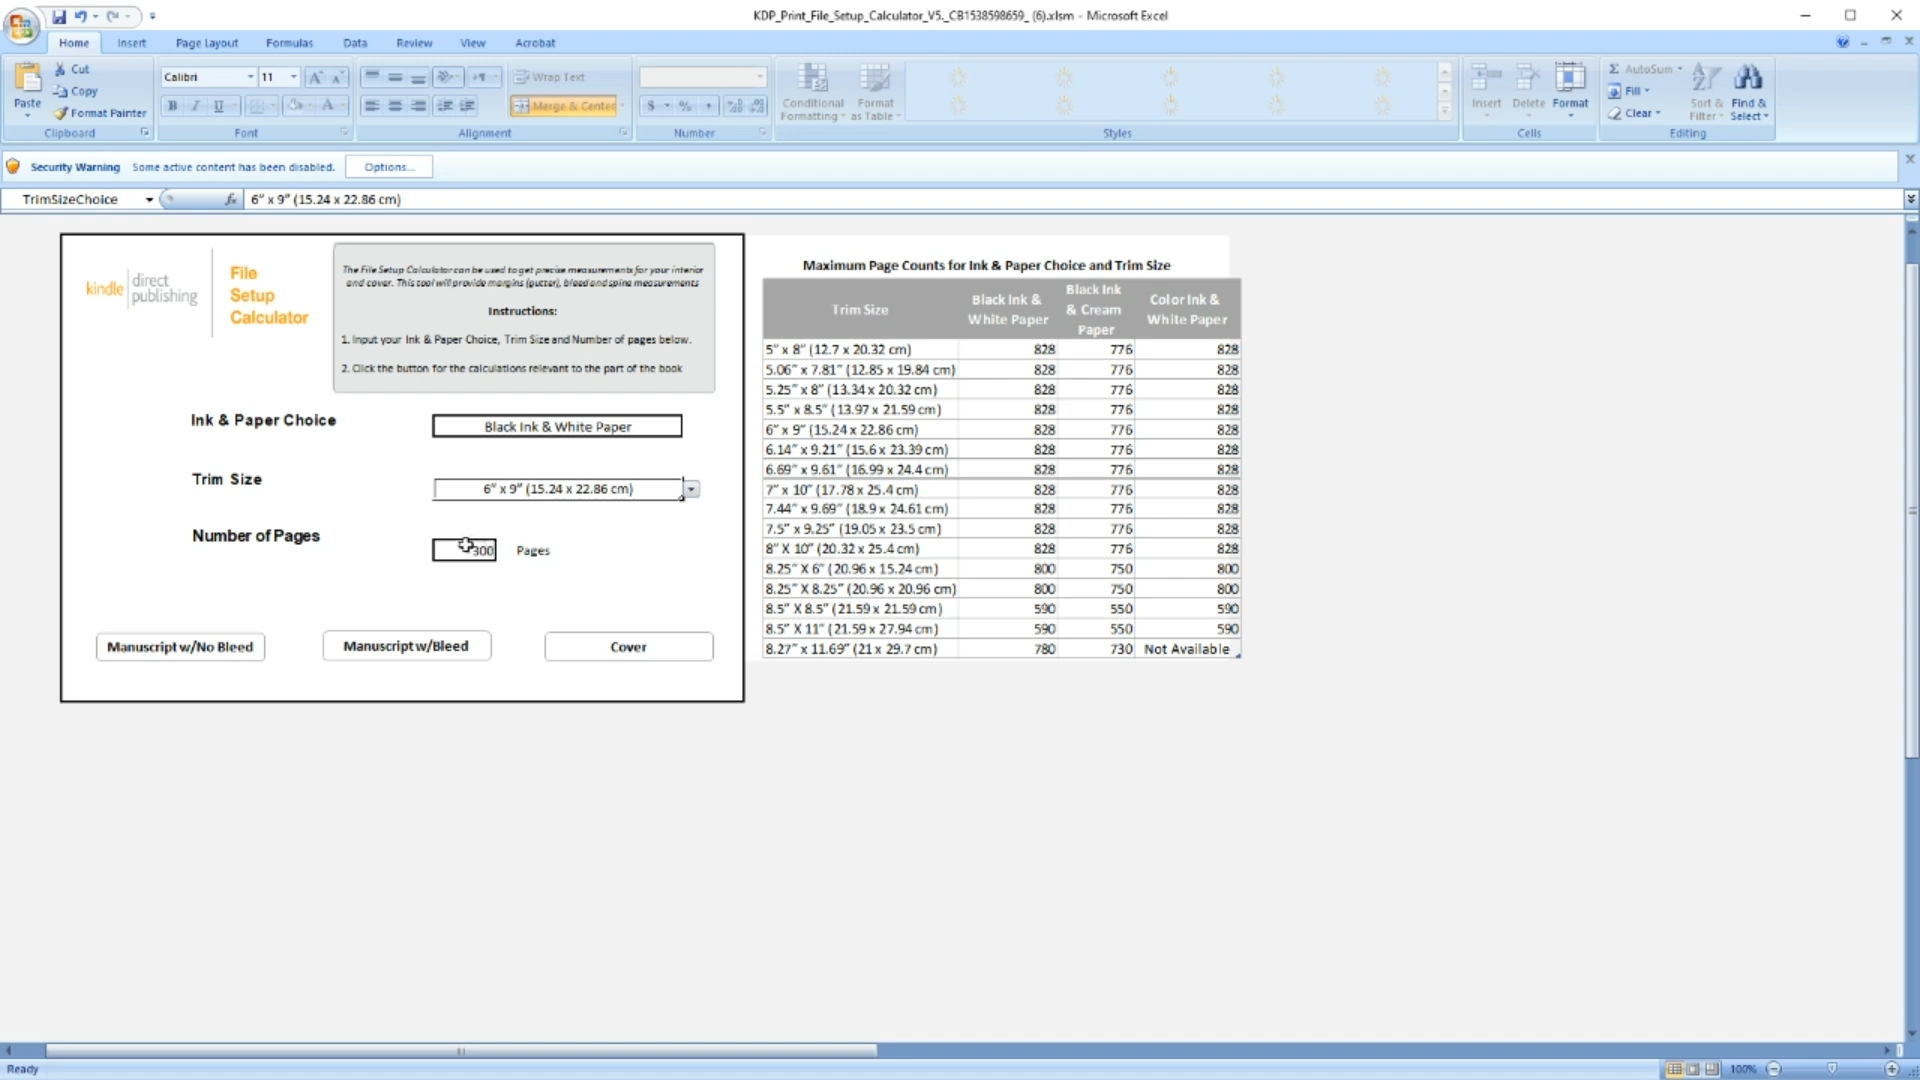 KDP_Print_File_Setup_Calculator_V5._CB1538598659_ (6).xlsm - Microsoft Excel
Home Insert Page Layout Formulas Data Review View Acrobat
Paste
Cut
Copy
Format Painter
Clipboard
Calibri 11
B I U
Font
Wrap Text
Merge & Center
Alignment
$ % ,
Number
Conditional Formatting
Format as Table
Styles
Insert Delete Format
Cells
Σ AutoSum
Fill
Clear
Sort & Filter
Find & Select
Editing
Security Warning Some active content has been disabled. Options...
TrimSizeChoice fx 6" x 9" (15.24 x 22.86 cm)
kindle direct publishing
File
Setup
Calculator
The File Setup Calculator can be used to get precise measurements for your interior
and cover. This tool will provide margins (gutter), bleed and spine measurements
Instructions:
1. Input your Ink & Paper Choice, Trim Size and Number of pages below.
2. Click the button for the calculations relevant to the part of the book
Ink & Paper Choice Black Ink & White Paper
Trim Size 6" x 9" (15.24 x 22.86 cm)
Number of Pages 300 Pages
Manuscript w/No Bleed Manuscript w/Bleed Cover
Maximum Page Counts for Ink & Paper Choice and Trim Size
Trim Size Black Ink & White Paper Black Ink & Cream Paper Color Ink & White Paper
5" x 8" (12.7 x 20.32 cm) 828 776 828
5.06" x 7.81" (12.85 x 19.84 cm) 828 776 828
5.25" x 8" (13.34 x 20.32 cm) 828 776 828
5.5" x 8.5" (13.97 x 21.59 cm) 828 776 828
6" x 9" (15.24 x 22.86 cm) 828 776 828
6.14" x 9.21" (15.6 x 23.39 cm) 828 776 828
6.69" x 9.61" (16.99 x 24.4 cm) 828 776 828
7" x 10" (17.78 x 25.4 cm) 828 776 828
7.44" x 9.69" (18.9 x 24.61 cm) 828 776 828
7.5" x 9.25" (19.05 x 23.5 cm) 828 776 828
8" X 10" (20.32 x 25.4 cm) 828 776 828
8.25" X 6" (20.96 x 15.24 cm) 800 750 800
8.25" X 8.25" (20.96 x 20.96 cm) 800 750 800
8.5" X 8.5" (21.59 x 21.59 cm) 590 550 590
8.5" X 11" (21.59 x 27.94 cm) 590 550 590
8.27" x 11.69" (21 x 29.7 cm) 780 730 Not Available
Ready 100%